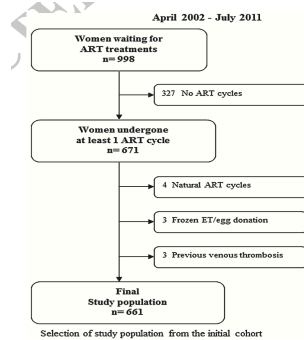 April 2002 - July 2011
Women waiting for
ART treatments
n= 998
327 No ART cycles
Women undergone
at least 1 ART cycle
n= 671
4 Natural ART cycles
3 Frozen ET/egg donation
3 Previous venous thrombosis
Final
Study population
n= 661
Selection of study population from the initial cohort